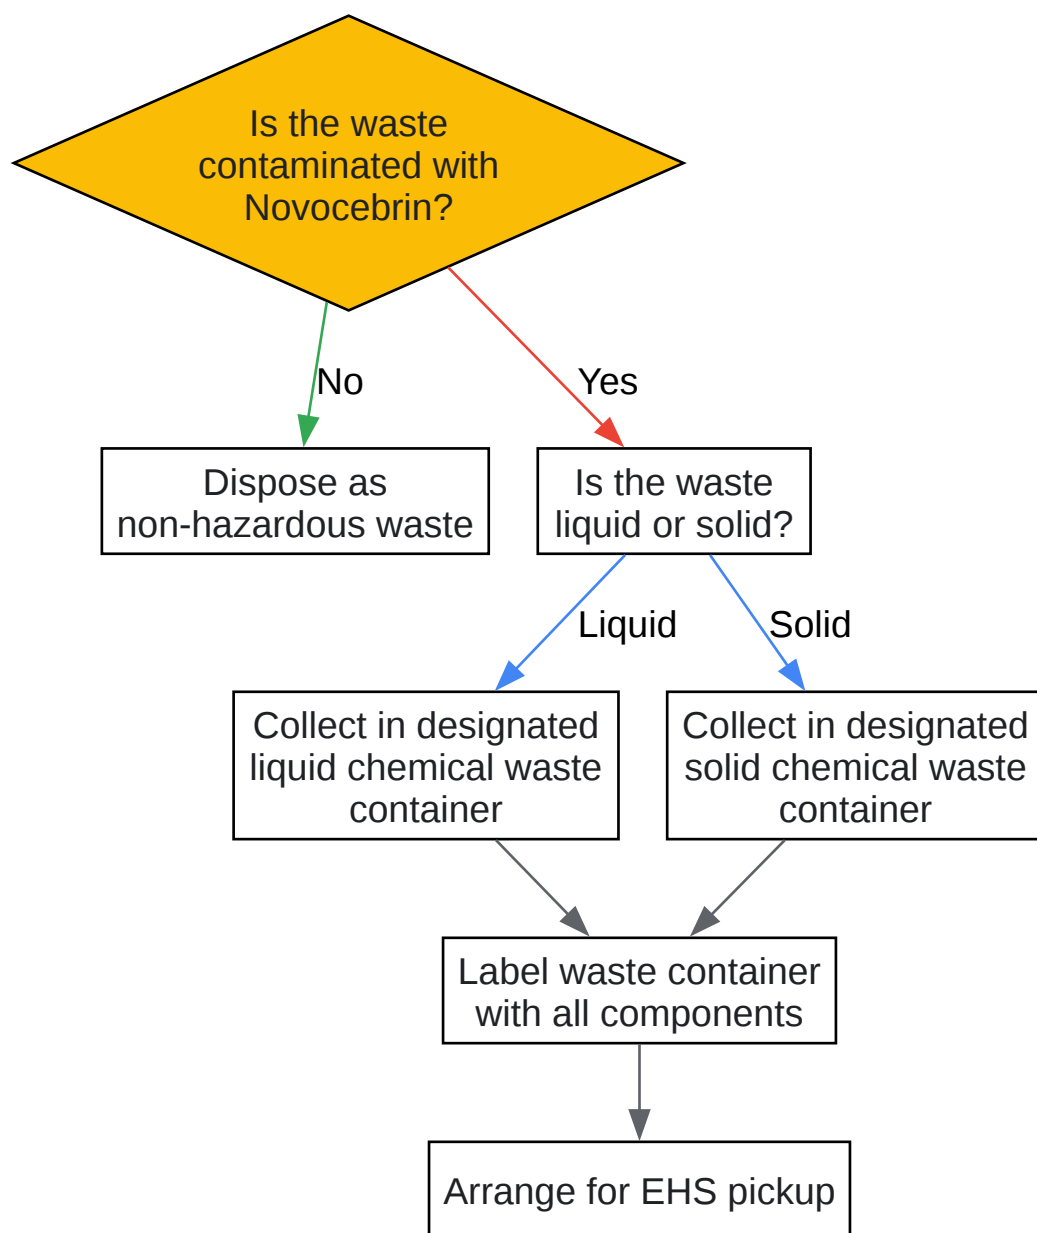 Is the waste
contaminated with
Novocebrin?
No
Yes
Dispose as
non-hazardous waste
Is the waste
liquid or solid?
Liquid
Solid
Collect in designated
liquid chemical waste
container
Collect in designated
solid chemical waste
container
Label waste container
with all components
Arrange for EHS pickup